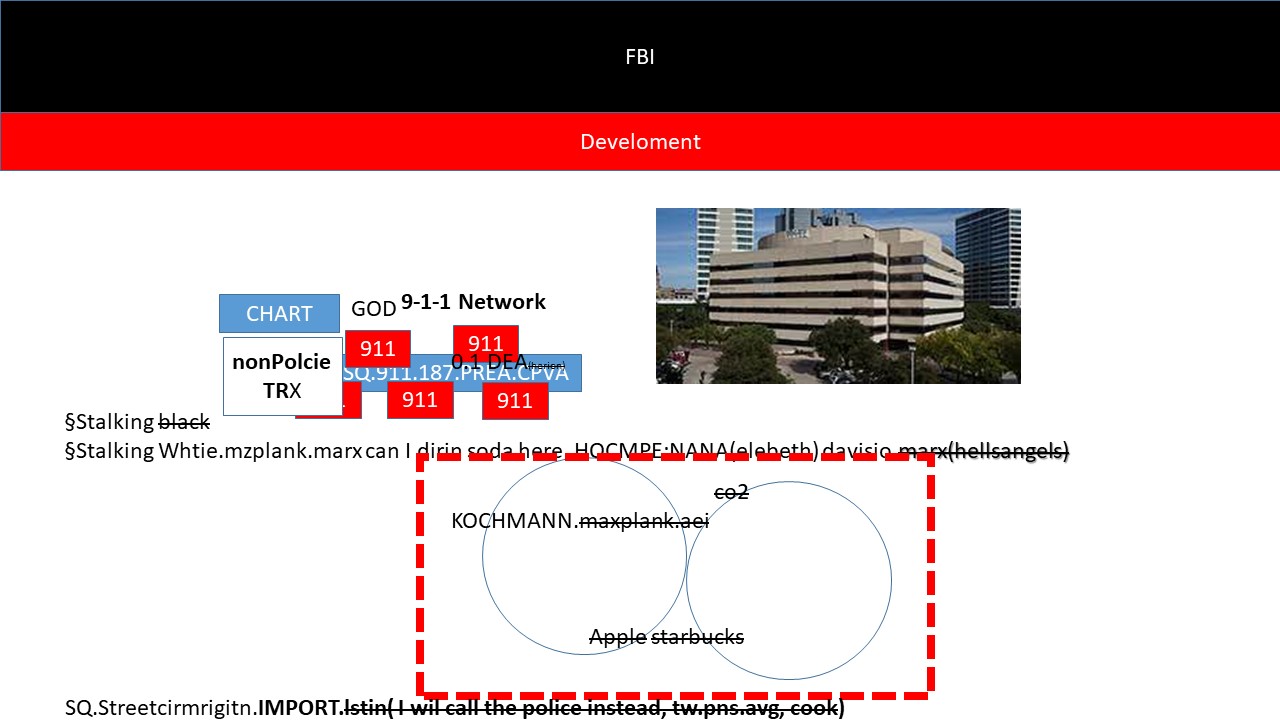 FBI
Develoment
CHART
GOD
9-1-1 Network
911
911
nonPolcie
TRX
0.1 DEA(harion)
SQ.911.187.PREA.CPVA
911
911
§Stalking black
§Stalking Whtie.mzplank.marx can I dirin soda here HOCMPE:NANA(elebeth) davisio marx(hellsangels)
co2
KOCHMANN.maxplank.aei
Apple starbucks
SQ.Streetcirmrigitn.IMPORT.lstin( I wil call the police instead, tw.pns.avg, cook)